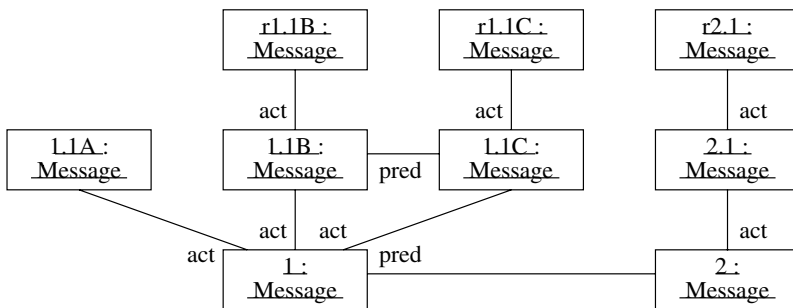 r1.1B :
Message
r1.1C :
Message
r2.1 :
Message
act
act
act
1.1A :
Message
1.1B :
Message
1.1C :
Message
2.1 :
Message
pred
act
act
act
act
pred
1 :
Message
2 :
Message